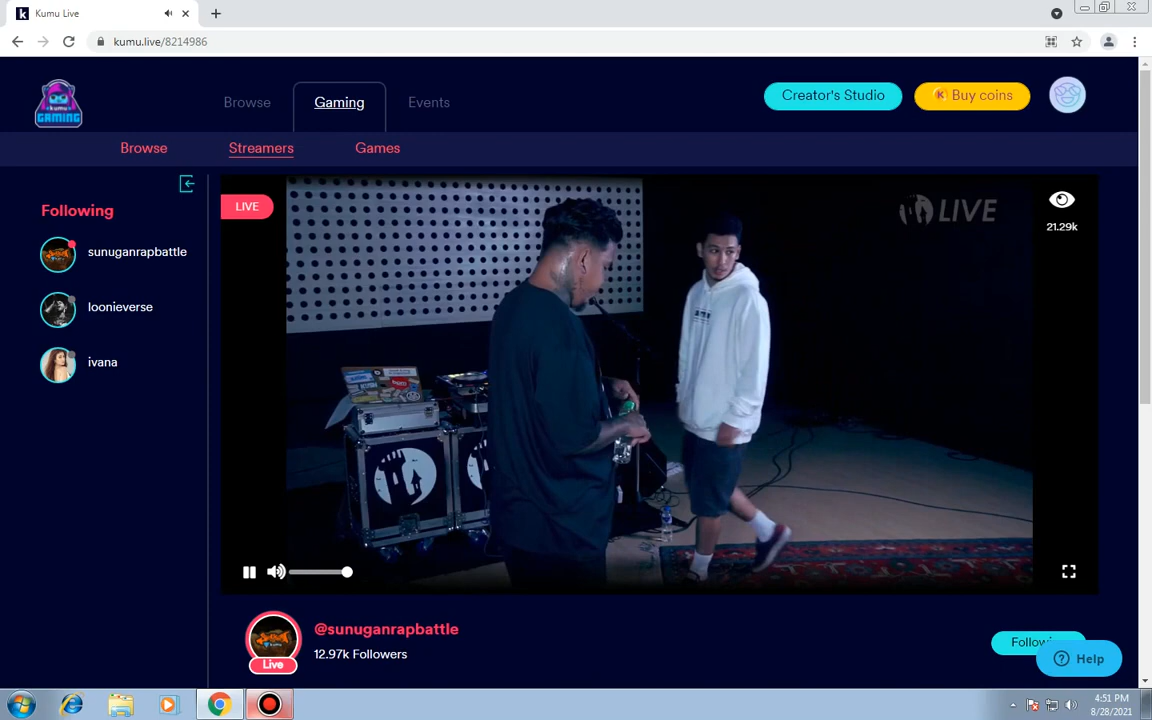 Kumu Live
kumu.live/8214986
GAMING
Browse
Gaming
Events
Creator's Studio
Buy coins
Browse
Streamers
Games
Following
sunuganrapbattle
loonieverse
ivana
LIVE
LIVE
21.29k
@sunuganrapbattle
12.97k Followers
Live
Help
4:51 PM
8/28/2021